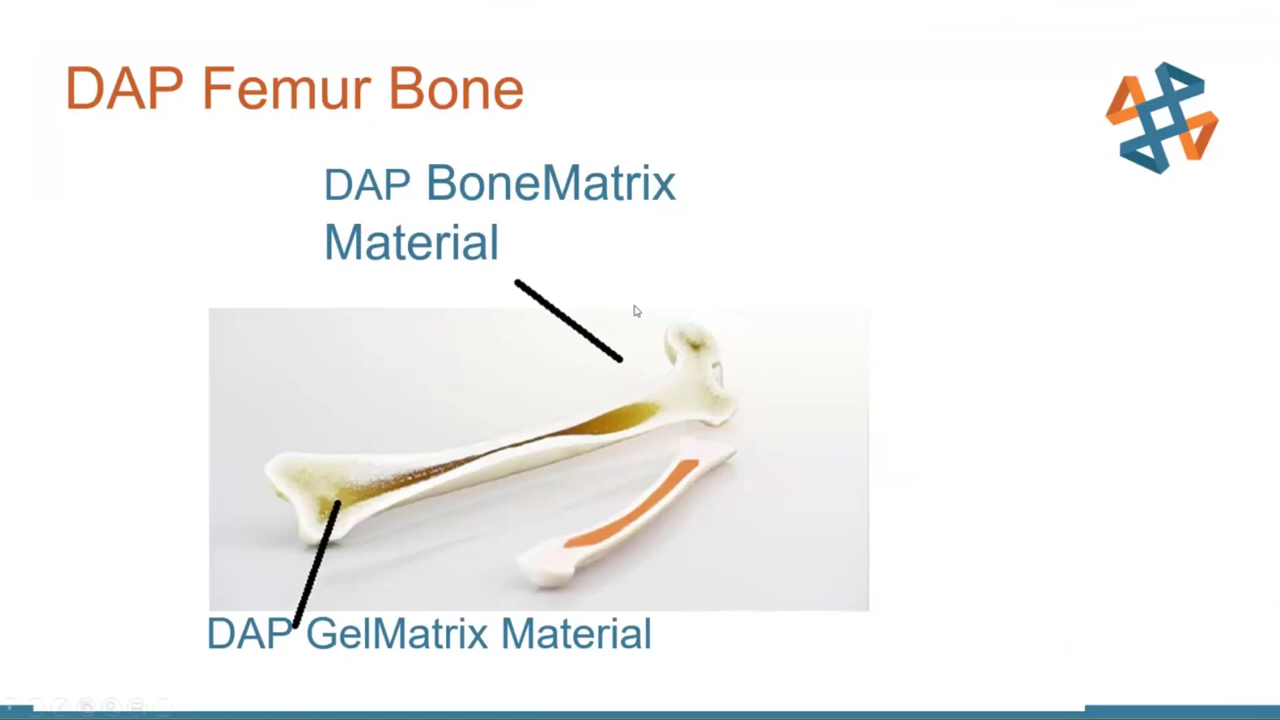 DAP Femur Bone
DAP BoneMatrix
Material
DAP GelMatrix Material